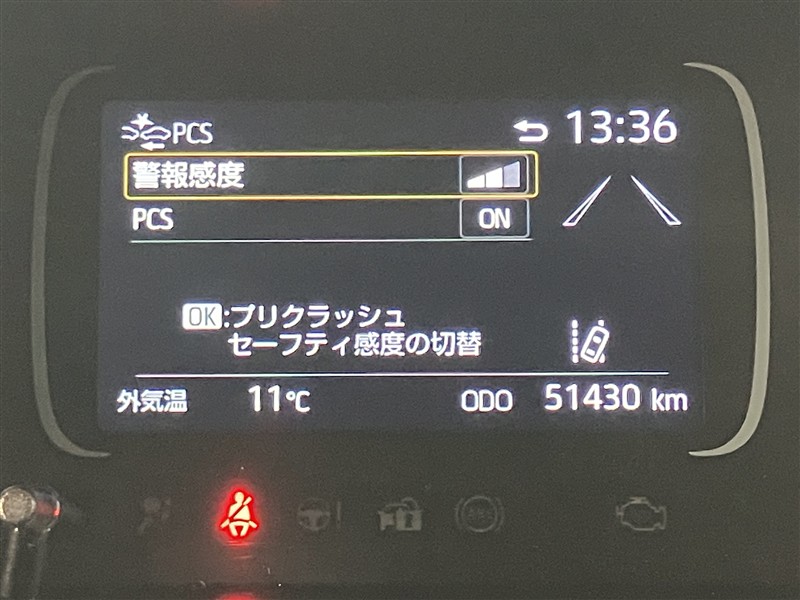 PCS 13:36
警報感度
PCS ON
OK:プリクラッシュ
セーフティ感度の切替
外気温 11℃ ODO 51430 km